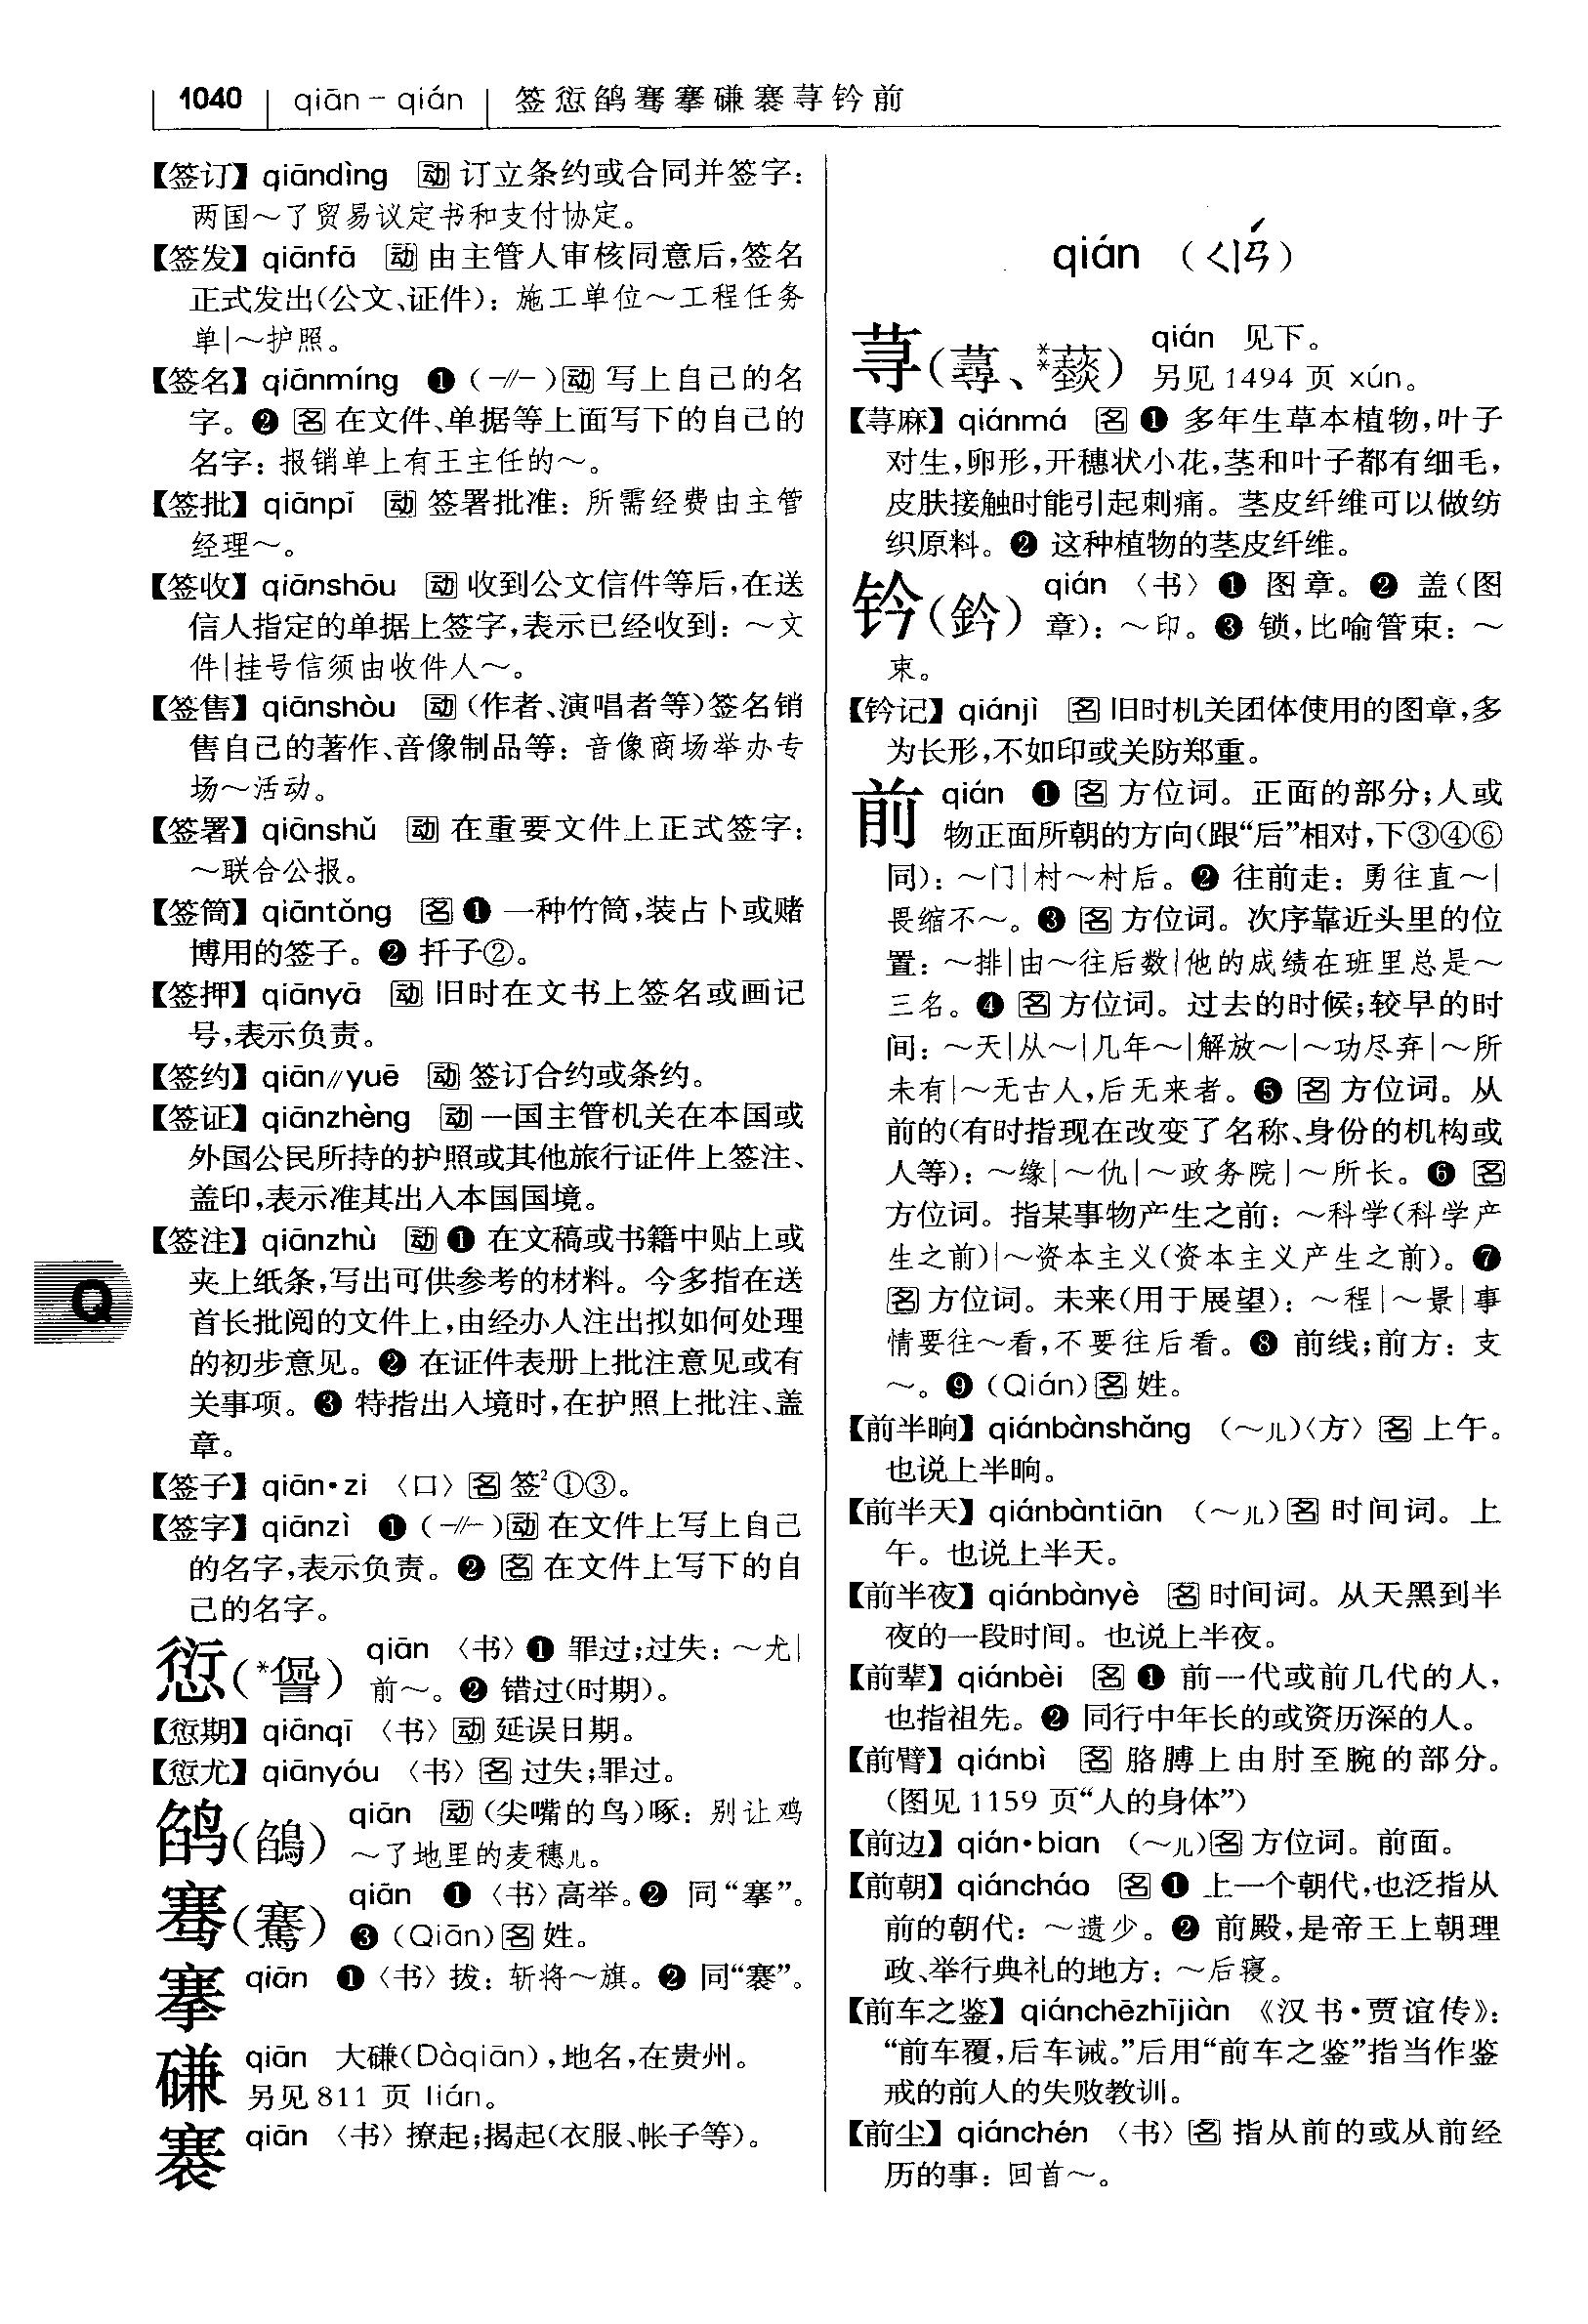 1040 qiān－qián 签愆鹐骞搴磏褰荨钤前
【签订】qiāndìng 动 订立条约或合同并签字：
两国～了贸易议定书和支付协定。
【签发】qiānfā 动 由主管人审核同意后，签名
正式发出（公文、证件）：施工单位～工程任务
单|～护照。
【签名】qiānmíng ❶（-//-）动 写上自己的名
字。❷ 名 在文件、单据等上面写下的自己的
名字：报销单上有王主任的～。
【签批】qiānpī 动 签署批准：所需经费由主管
经理～。
【签收】qiānshōu 动 收到公文信件等后，在送
信人指定的单据上签字，表示已经收到：～文
件|挂号信须由收件人～。
【签售】qiānshòu 动（作者、演唱者等）签名销
售自己的著作、音像制品等：音像商场举办专
场～活动。
【签署】qiānshǔ 动 在重要文件上正式签字：
～联合公报。
【签筒】qiāntǒng 名 ❶ 一种竹筒，装占卜或赌
博用的签子。❷ 扦子②。
【签押】qiānyā 动 旧时在文书上签名或画记
号，表示负责。
【签约】qiān//yuē 动 签订合约或条约。
【签证】qiānzhèng 动 一国主管机关在本国或
外国公民所持的护照或其他旅行证件上签注、
盖印，表示准其出入本国国境。
【签注】qiānzhù 动 ❶ 在文稿或书籍中贴上或
夹上纸条，写出可供参考的材料。今多指在送
首长批阅的文件上，由经办人注出拟如何处理
的初步意见。❷ 在证件表册上批注意见或有
关事项。❸ 特指出入境时，在护照上批注、盖
章。
【签子】qiān·zi〈口〉名 签²①③。
【签字】qiānzì ❶（-//-）动 在文件上写上自己
的名字，表示负责。❷ 名 在文件上写下的自
己的名字。
愆（*諐） qiān〈书〉❶ 罪过；过失：～尤|
前～。❷ 错过（时期）。
【愆期】qiānqī〈书〉动 延误日期。
【愆尤】qiānyóu〈书〉名 过失；罪过。
鹐（鵮） qiān 动（尖嘴的鸟）啄：别让鸡
～了地里的麦穗儿。
骞（騫） qiān ❶〈书〉高举。❷ 同“搴”。
❸（Qiān）名 姓。
搴 qiān ❶〈书〉拔：斩将～旗。❷ 同“褰”。
磏 qiān 大磏（Dàqiān），地名，在贵州。
另见 811 页 lián。
褰 qiān〈书〉撩起；揭起（衣服、帐子等）。
Q
qián（ㄑㄧㄢˊ）
荨（蕁、**藀） qián 见下。
另见 1494 页 xún。
【荨麻】qiánmá 名 ❶ 多年生草本植物，叶子
对生，卵形，开穗状小花，茎和叶子都有细毛，
皮肤接触时能引起刺痛。茎皮纤维可以做纺
织原料。❷ 这种植物的茎皮纤维。
钤（鈐） qián〈书〉❶ 图章。❷ 盖（图
章）：～印。❸ 锁，比喻管束：～
束。
【钤记】qiánjì 名 旧时机关团体使用的图章，多
为长形，不如印或关防郑重。
前 qián ❶ 名 方位词。正面的部分；人或
物正面所朝的方向（跟“后”相对，下③④⑥
同）：～门|村～村后。❷ 往前走：勇往直～|
畏缩不～。❸ 名 方位词。次序靠近头里的位
置：～排|由～往后数|他的成绩在班里总是～
三名。❹ 名 方位词。过去的时候；较早的时
间：～天|从～|几年～|解放～|～功尽弃|～所
未有|～无古人，后无来者。❺ 名 方位词。从
前的（有时指现在改变了名称、身份的机构或
人等）：～缘|～仇|～政务院|～所长。❻ 名
方位词。指某事物产生之前：～科学（科学产
生之前）|～资本主义（资本主义产生之前）。❼
名 方位词。未来（用于展望）：～程|～景|事
情要往～看，不要往后看。❽ 前线；前方：支
～。❾（Qián）名 姓。
【前半晌】qiánbànshǎng（～儿）〈方〉名 上午。
也说上半晌。
【前半天】qiánbàntiān（～儿）名 时间词。上
午。也说上半天。
【前半夜】qiánbànyè 名 时间词。从天黑到半
夜的一段时间。也说上半夜。
【前辈】qiánbèi 名 ❶ 前一代或前几代的人，
也指祖先。❷ 同行中年长的或资历深的人。
【前臂】qiánbì 名 胳膊上由肘至腕的部分。
（图见 1159 页“人的身体”）
【前边】qián·bian（～儿）名 方位词。前面。
【前朝】qiáncháo 名 ❶ 上一个朝代，也泛指从
前的朝代：～遗少。❷ 前殿，是帝王上朝理
政、举行典礼的地方：～后寝。
【前车之鉴】qiánchēzhījiàn《汉书·贾谊传》：
“前车覆，后车诫。”后用“前车之鉴”指当作鉴
戒的前人的失败教训。
【前尘】qiánchén〈书〉名 指从前的或从前经
历的事：回首～。